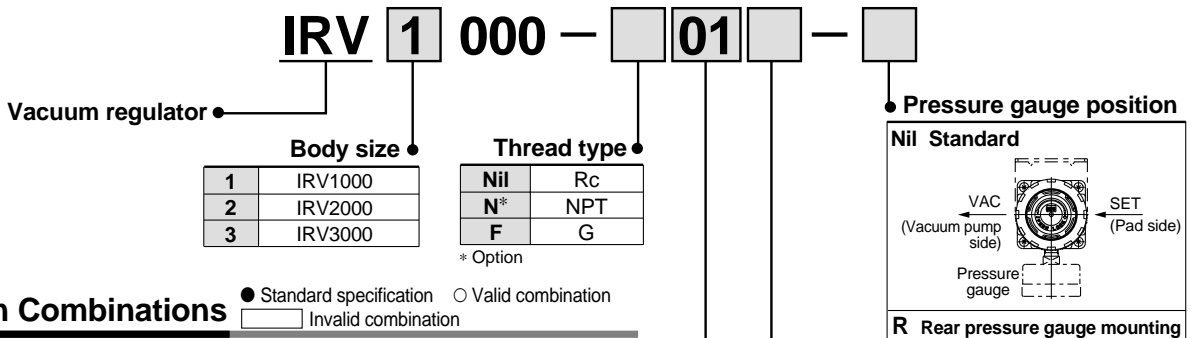 IRV 1 000 — 01 —
Vacuum regulator
Body size
1 IRV1000
2 IRV2000
3 IRV3000
Thread type
Nil Rc
N* NPT
F G
* Option
Pressure gauge position
Nil Standard
VAC
(Vacuum pump
side)
SET
(Pad side)
Pressure
gauge
R Rear pressure gauge mounting
n Combinations
● Standard specification ○ Valid combination
Invalid combination